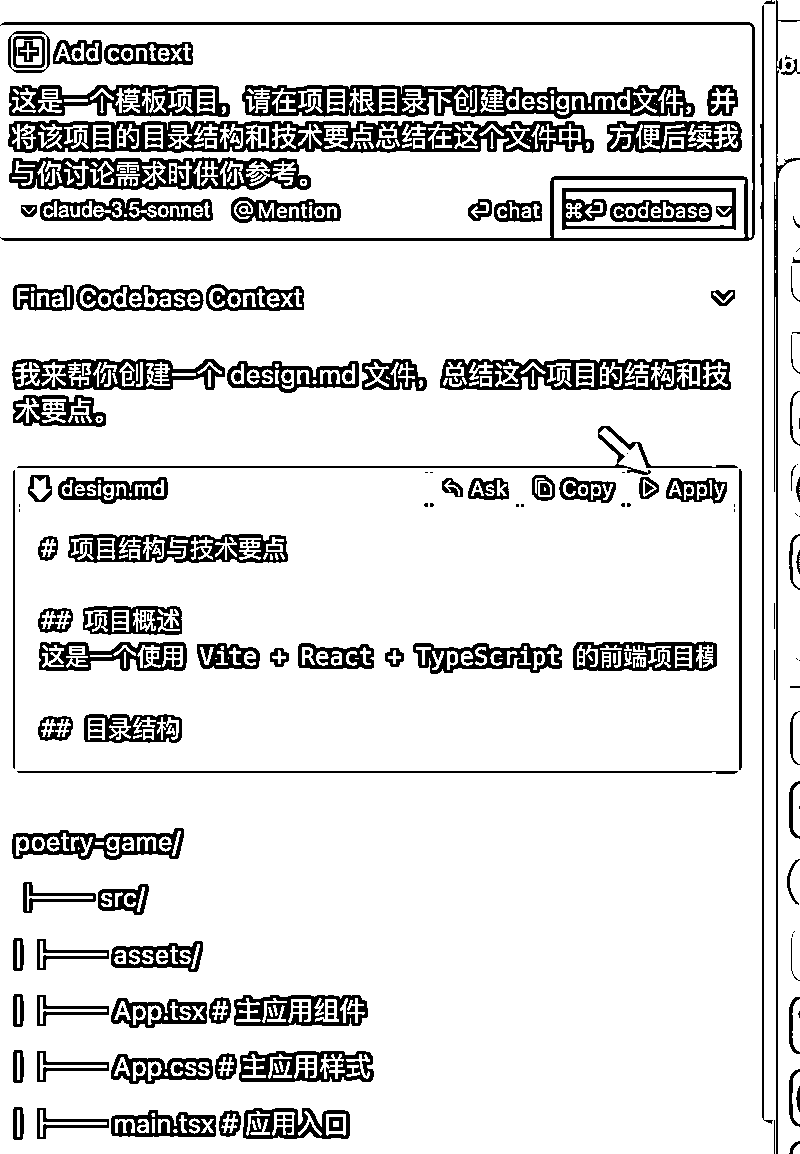 Add context
这是一个模板项目，请在项目根目录下创建design.md文件，并
将该项目的目录结构和技术要点总结在这个文件中，方便后续我
与你讨论需求时供你参考。
claude-3.5-sonnet @Mention chat ⌘⏎ codebase
Final Codebase Context
我来帮你创建一个 design.md 文件，总结这个项目的结构和技
术要点。
design.md Ask Copy Apply
# 项目结构与技术要点
## 项目概述
这是一个使用 Vite + React + TypeScript 的前端项目
## 目录结构
poetry-game/
├── src/
│ ├── assets/
│ ├── App.tsx # 主应用组件
│ ├── App.css # 主应用样式
│ ├── main.tsx # 应用入口